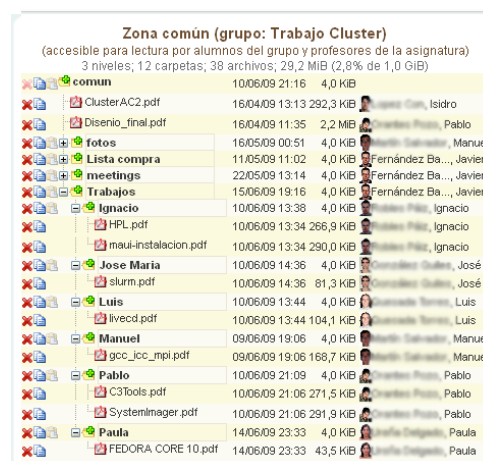 Zona común (grupo: Trabajo Cluster)
(accesible para lectura por alumnos del grupo y profesores de la asignatura)
3 niveles; 12 carpetas; 38 archivos; 29,2 MiB (2,8% de 1,0 GiB)
comun 10/06/09 21:16 4,0 KiB
ClusterAC2.pdf 16/04/09 13:13 292,3 KiB Isidro
Disenio_final.pdf 16/04/09 11:35 2,2 MiB Pablo
fotos 16/05/09 00:51 4,0 KiB , Manue
Lista compra 11/05/09 11:02 4,0 KiB Fernández Ba..., Javier
meetings 22/05/09 13:14 4,0 KiB Fernández Ba..., Javier
Trabajos 15/06/09 19:16 4,0 KiB Fernández Ba..., Javier
Ignacio 10/06/09 13:38 4,0 KiB , Ignacio
HPL.pdf 10/06/09 13:34 266,9 KiB , Ignacio
maui-instalacion.pdf 10/06/09 13:34 290,0 KiB , Ignacio
Jose Maria 10/06/09 14:36 4,0 KiB , José
slurm.pdf 10/06/09 14:36 81,3 KiB , José
Luis 10/06/09 13:44 4,0 KiB , Luis
livecd.pdf 10/06/09 13:44 104,1 KiB , Luis
Manuel 09/06/09 19:06 4,0 KiB , Manue
gcc_icc_mpi.pdf 09/06/09 19:06 168,7 KiB , Manue
Pablo 10/06/09 21:09 4,0 KiB , Pablo
C3Tools.pdf 10/06/09 21:06 271,5 KiB , Pablo
SystemImager.pdf 10/06/09 21:06 291,9 KiB , Pablo
Paula 14/06/09 23:33 4,0 KiB , Paula
FEDORA CORE 10.pdf 14/06/09 23:33 43,5 KiB , Paula